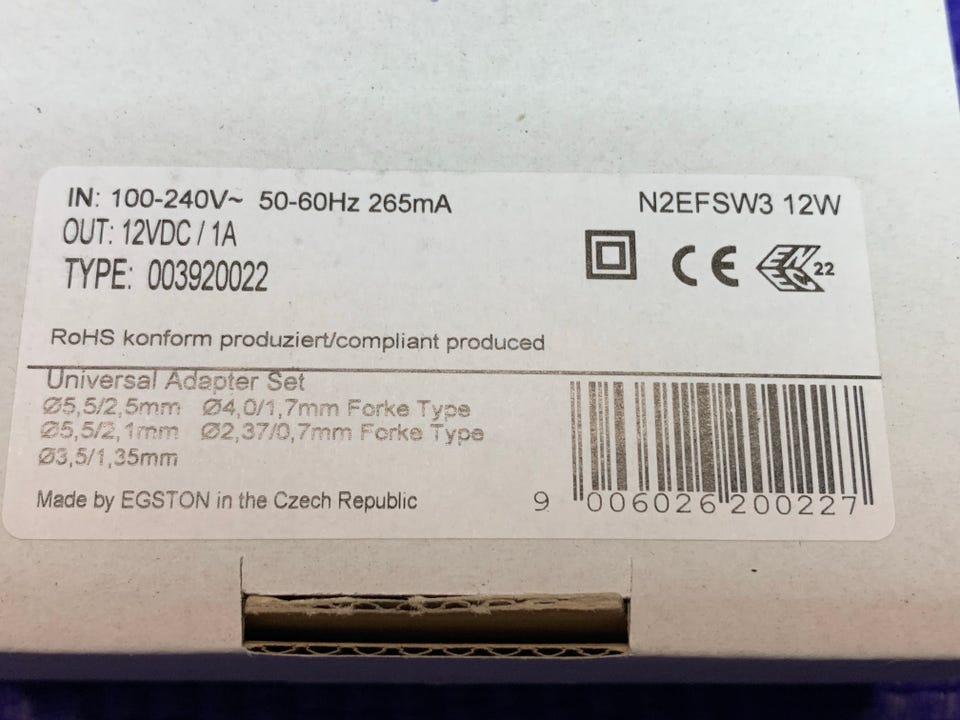 IN: 100-240V~ 50-60Hz 265mA
OUT: 12VDC / 1A
TYPE: 003920022
N2EFSW3 12W
CE
EN
EC 22
RoHS konform produziert/compliant produced
Universal Adapter Set
Ø5,5/2,5mm Ø4,0/1,7mm Forke Type
Ø5,5/2,1mm Ø2,37/0,7mm Forke Type
Ø3,5/1,35mm
Made by EGSTON in the Czech Republic
9 006026 200227